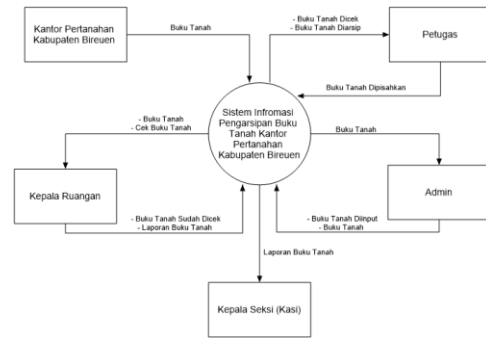 Kantor Pertanahan
Kabupaten Bireuen
Buku Tanah
- Buku Tanah Dicek
- Buku Tanah Diarsip
Petugas
Buku Tanah Dipisahkan
Sistem Infromasi
Pengarsipan Buku
Tanah Kantor
Pertanahan
Kabupaten Bireuen
- Buku Tanah
- Cek Buku Tanah
Buku Tanah
Kepala Ruangan
Admin
- Buku Tanah Sudah Dicek
- Laporan Buku Tanah
- Buku Tanah Diinput
- Buku Tanah
Laporan Buku Tanah
Kepala Seksi (Kasi)